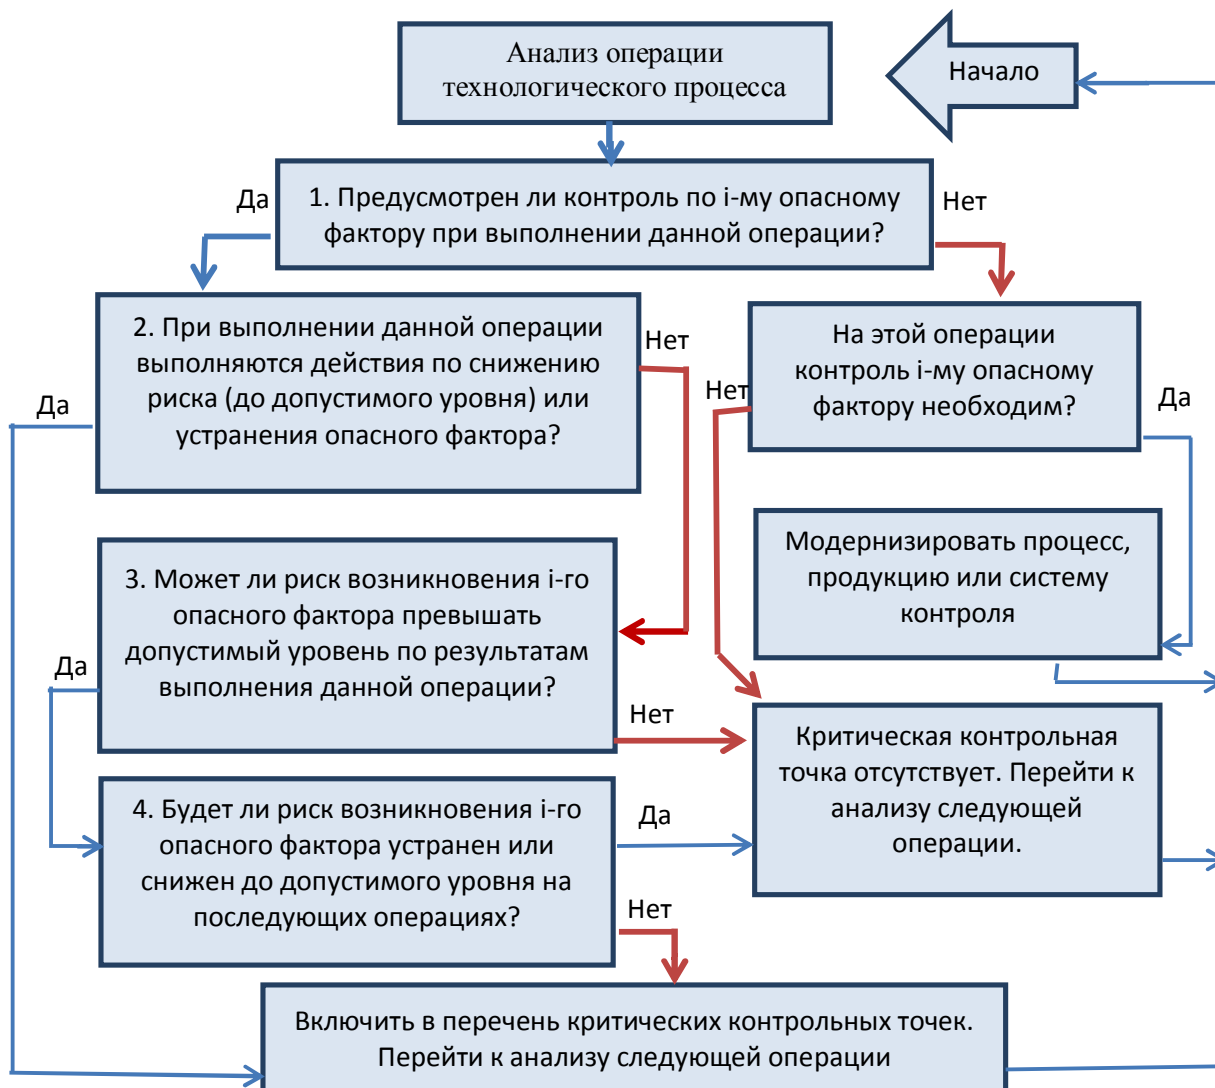 Анализ операции
технологического процесса
Начало
1. Предусмотрен ли контроль по i-му опасному
фактору при выполнении данной операции?
Да
Нет
2. При выполнении данной операции
выполняются действия по снижению
риска (до допустимого уровня) или
устранения опасного фактора?
Да
Нет
На этой операции
контроль i-му опасному
фактору необходим?
Нет
Да
Модернизировать процесс,
продукцию или систему
контроля
3. Может ли риск возникновения i-го
опасного фактора превышать
допустимый уровень по результатам
выполнения данной операции?
Да
Нет
Критическая контрольная
точка отсутствует. Перейти к
анализу следующей
операции.
4. Будет ли риск возникновения i-го
опасного фактора устранен или
снижен до допустимого уровня на
последующих операциях?
Да
Нет
Включить в перечень критических контрольных точек.
Перейти к анализу следующей операции